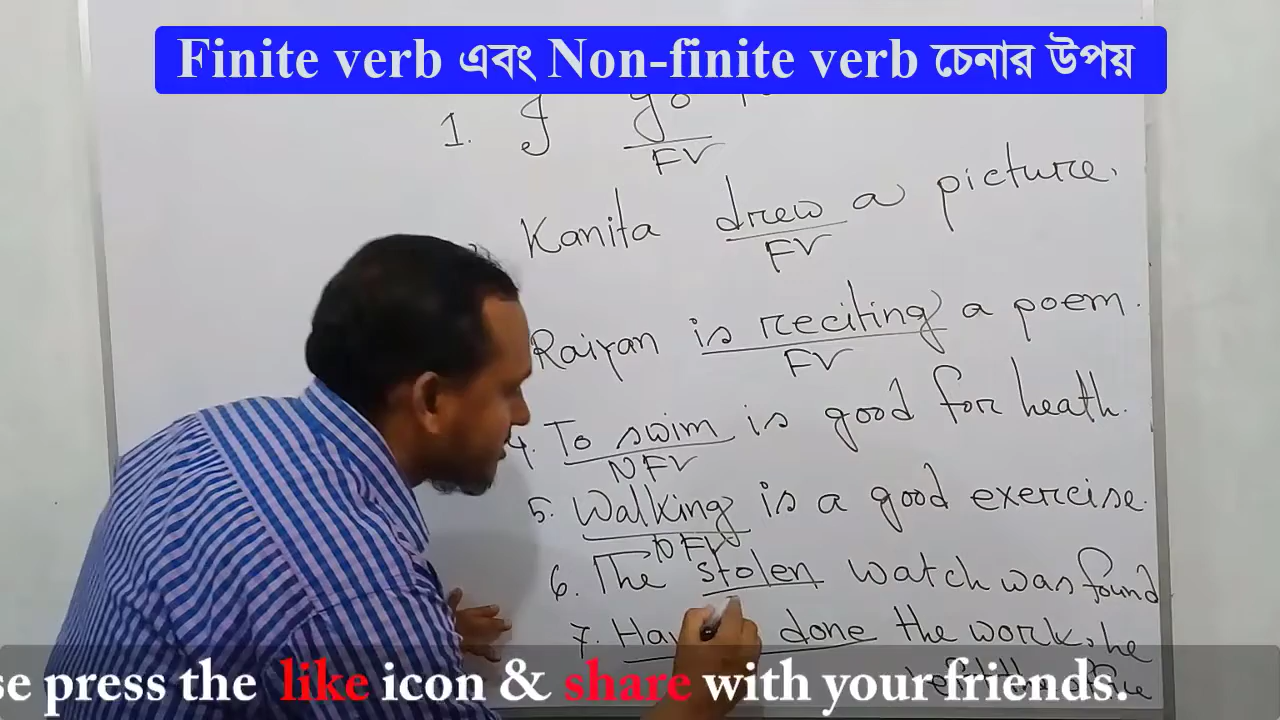 Finite verb এবং Non-finite verb চেনার উপয়
1. I go
FV
Kanita drew a picture.
FV
Raiyan is reciting a poem.
FV
4. To swim is good for heath.
NFV
5. Walking is a good exercise.
NFV
6. The stolen watch was found
7. done the work, he
se press the like icon & share with your friends.